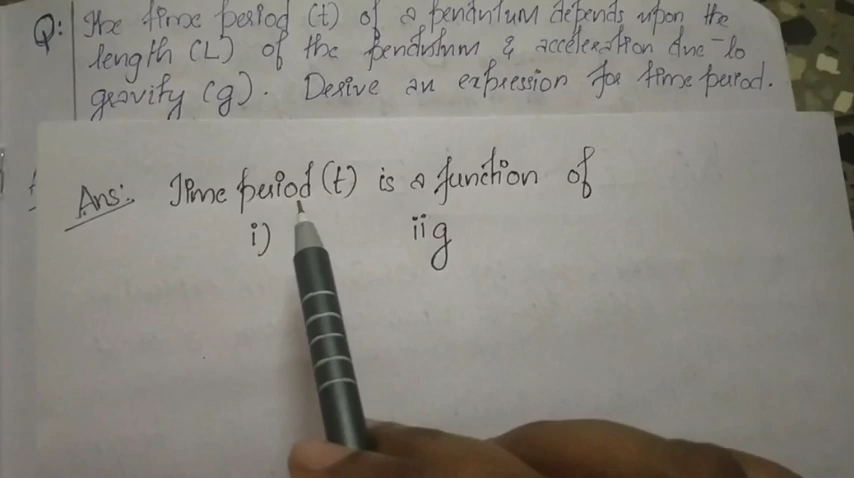 Q: The time period (t) of a pendulum depends upon the
length (L) of the pendulum & acceleration due-to
gravity (g). Derive an expression for time period.
Ans: Time period (t) is a function of
i) ii g